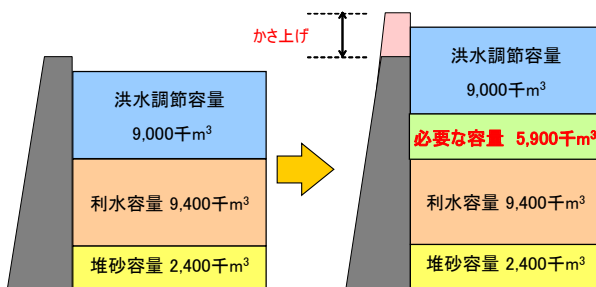 洪水調節容量
9,000千m³
利水容量 9,400千m³
堆砂容量 2,400千m³
かさ上げ
洪水調節容量
9,000千m³
必要な容量 5,900千m³
利水容量 9,400千m³
堆砂容量 2,400千m³